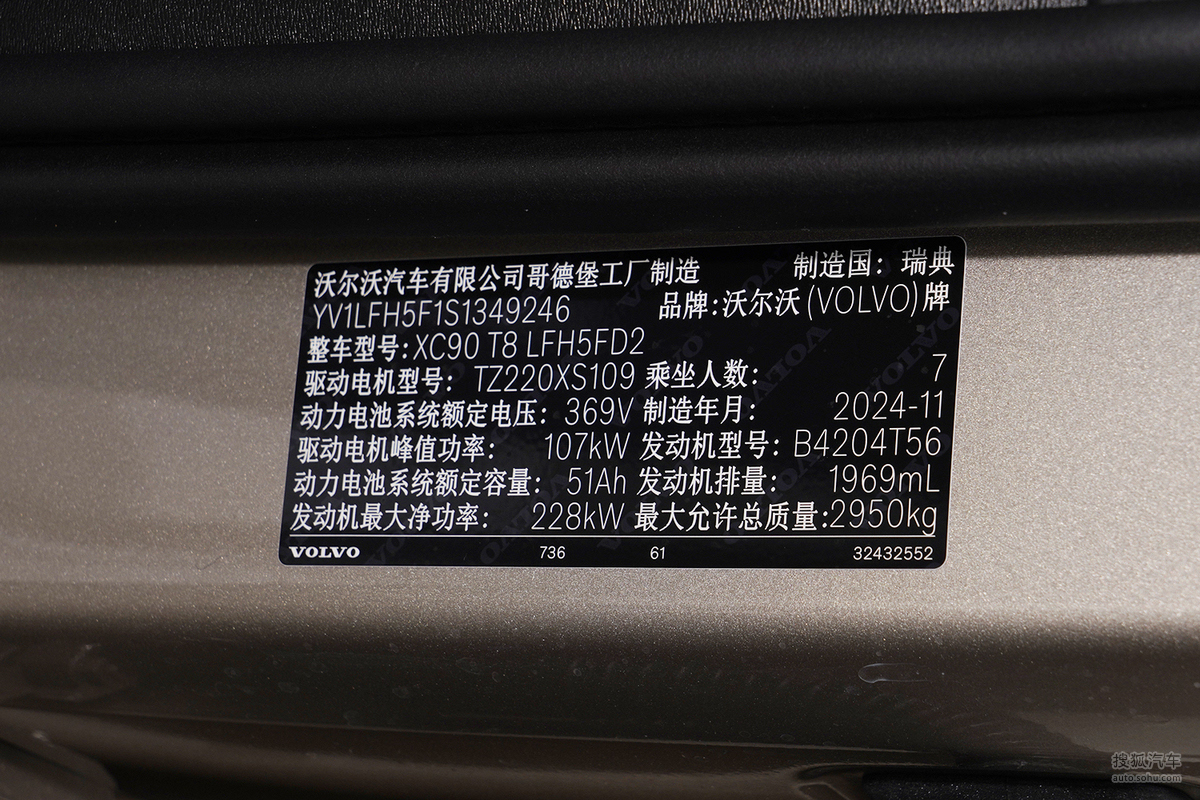 沃尔沃汽车有限公司哥德堡工厂制造 制造国：瑞典
YV1LFH5F1S1349246 品牌:沃尔沃(VOLVO)牌
整车型号:XC90 T8 LFH5FD2
驱动电机型号： TZ220XS109 乘坐人数： 7
动力电池系统额定电压： 369V 制造年月： 2024-11
驱动电机峰值功率： 107kW 发动机型号： B4204T56
动力电池系统额定容量： 51Ah 发动机排量： 1969mL
发动机最大净功率： 228kW 最大允许总质量:2950kg
VOLVO 736 61 32432552
搜狐汽车
auto.sohu.com